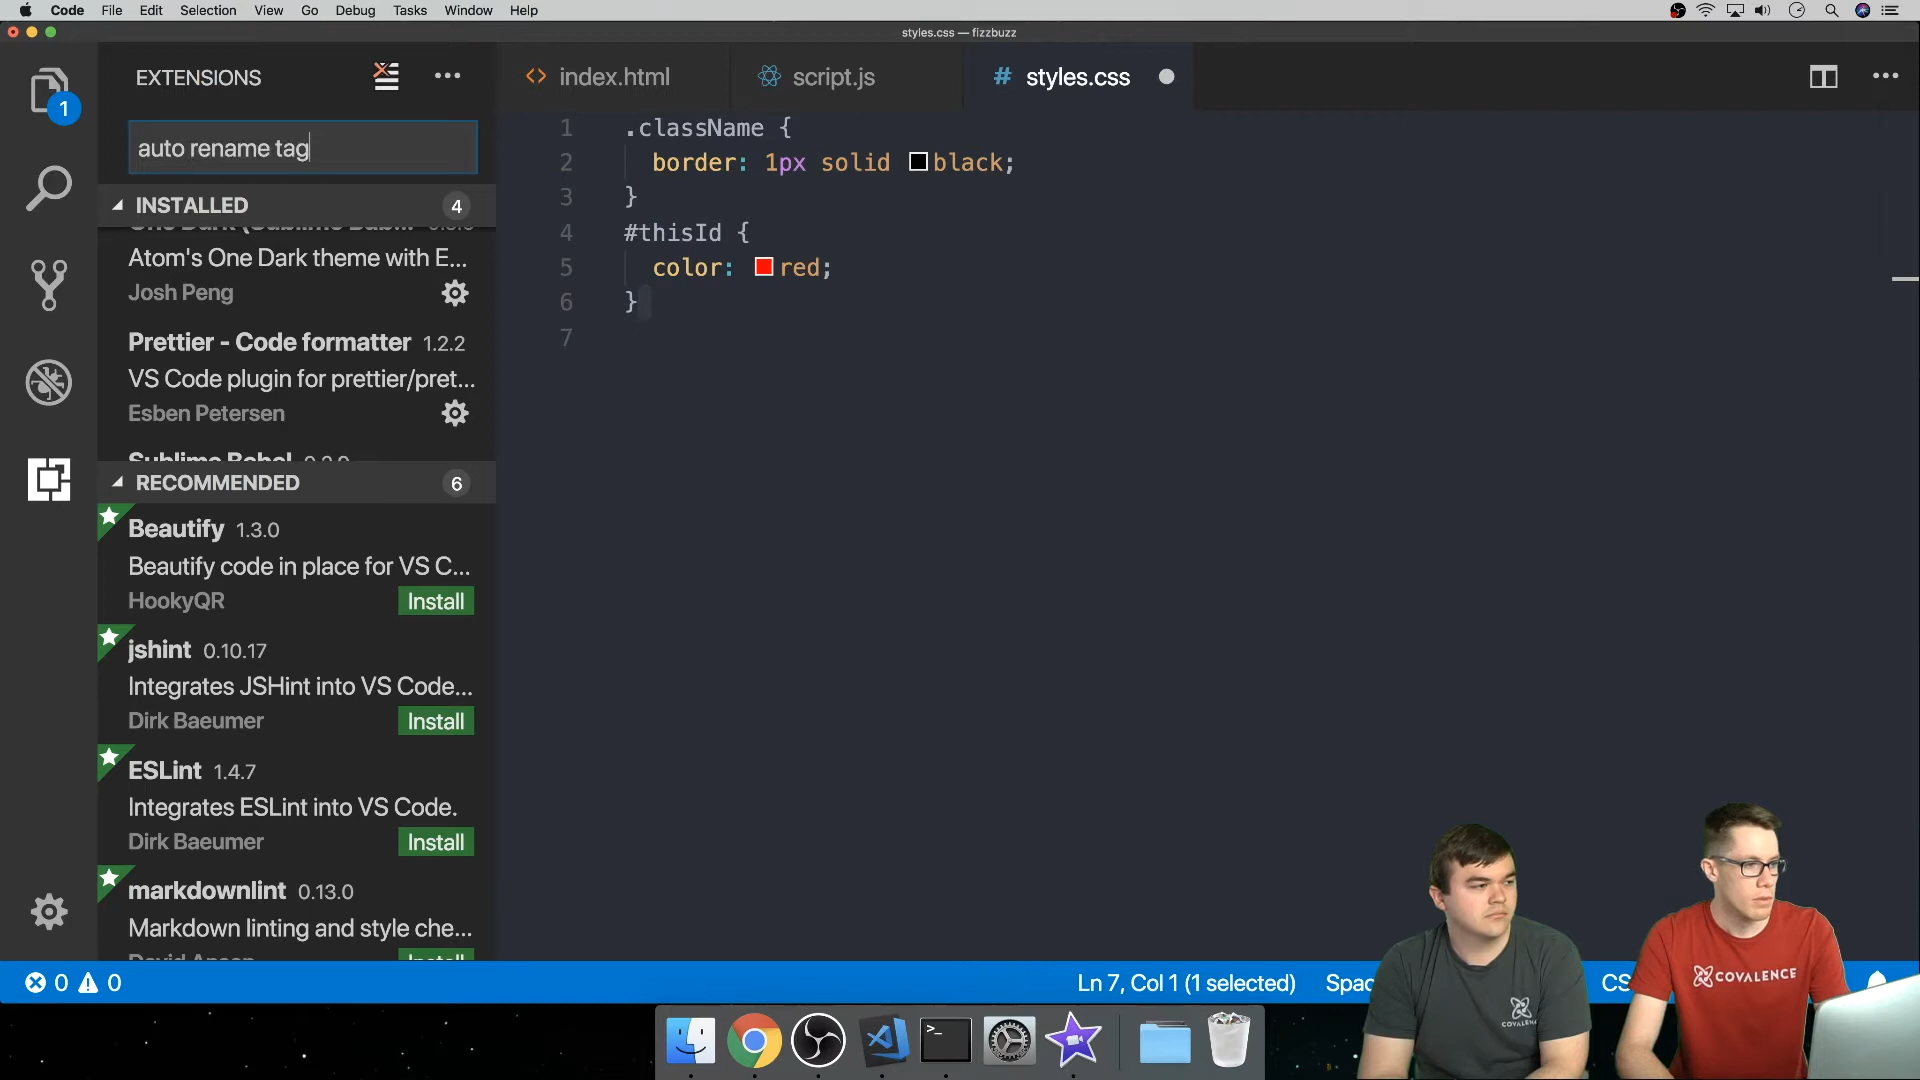 Code File Edit Selection View Go Debug Tasks Window Help
styles.css — fizzbuzz
EXTENSIONS
auto rename tag
INSTALLED 4
Atom's One Dark theme with E...
Josh Peng
Prettier - Code formatter 1.2.2
VS Code plugin for prettier/pret...
Esben Petersen
RECOMMENDED 6
Beautify 1.3.0
Beautify code in place for VS C...
HookyQR Install
jshint 0.10.17
Integrates JSHint into VS Code...
Dirk Baeumer Install
ESLint 1.4.7
Integrates ESLint into VS Code.
Dirk Baeumer Install
markdownlint 0.13.0
Markdown linting and style che...
1
index.html script.js styles.css
1 .className {
2 border: 1px solid black;
3 }
4 #thisId {
5 color: red;
6 }
7
0 0 Ln 7, Col 1 (1 selected) Spac CS
COVALENCE
COVALENCE